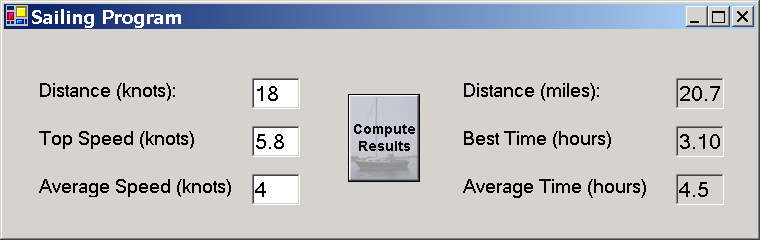 Sailing Program
Distance (knots): 18
Top Speed (knots) 5.8
Average Speed (knots) 4
Compute
Results
Distance (miles): 20.7
Best Time (hours) 3.10
Average Time (hours) 4.5